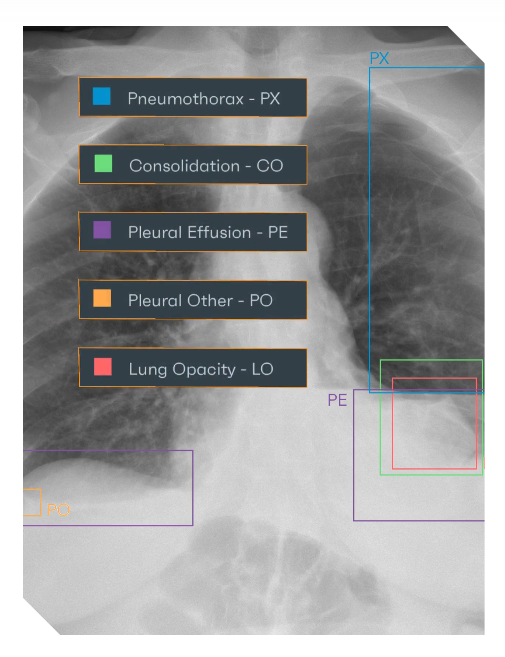 PX
Pneumothorax - PX
Consolidation - CO
Pleural Effusion - PE
Pleural Other - PO
Lung Opacity - LO
PE
PO